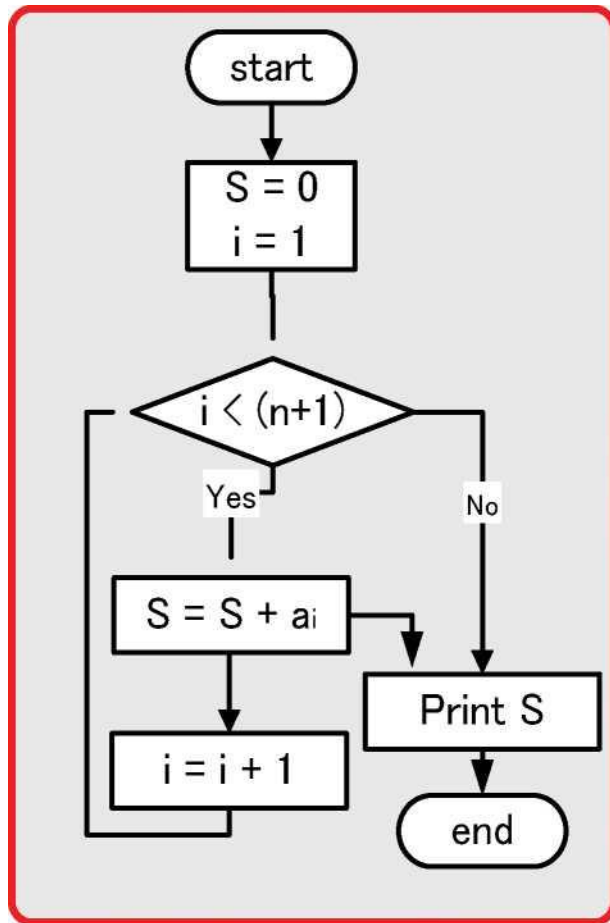 start
S = 0
i = 1
i < (n+1)
Yes
No
S = S + ai
Print S
i = i + 1
end